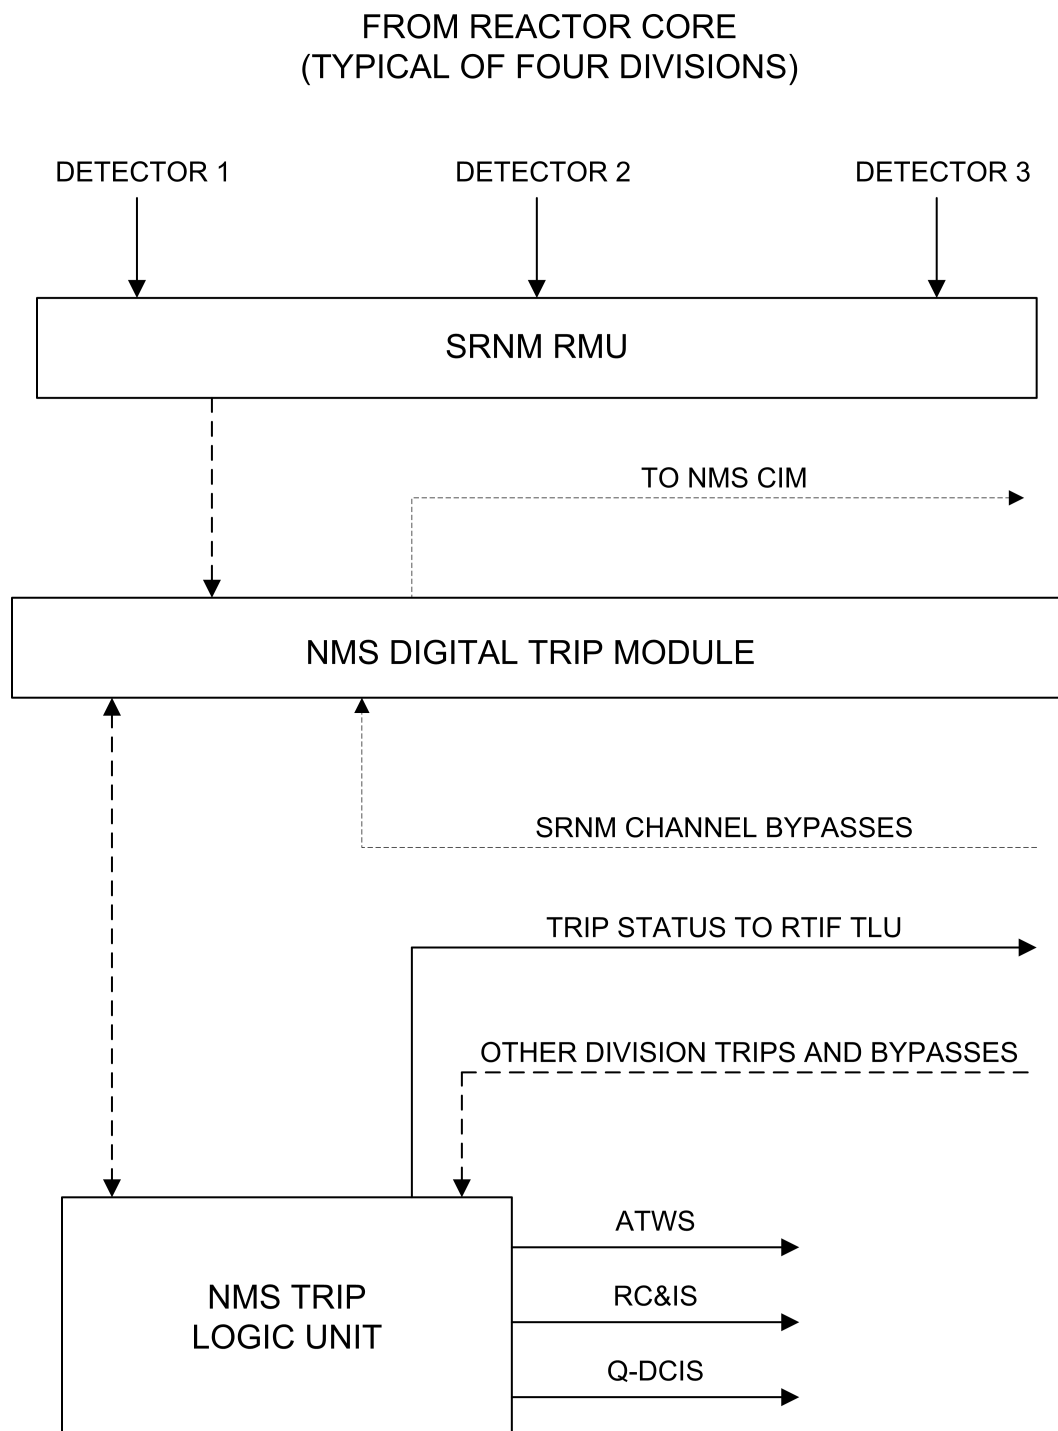 FROM REACTOR CORE
(TYPICAL OF FOUR DIVISIONS)
DETECTOR 1
DETECTOR 2
DETECTOR 3
SRNM RMU
TO NMS CIM
NMS DIGITAL TRIP MODULE
SRNM CHANNEL BYPASSES
TRIP STATUS TO RTIF TLU
OTHER DIVISION TRIPS AND BYPASSES
ATWS
RC&IS
Q-DCIS
NMS TRIP
LOGIC UNIT